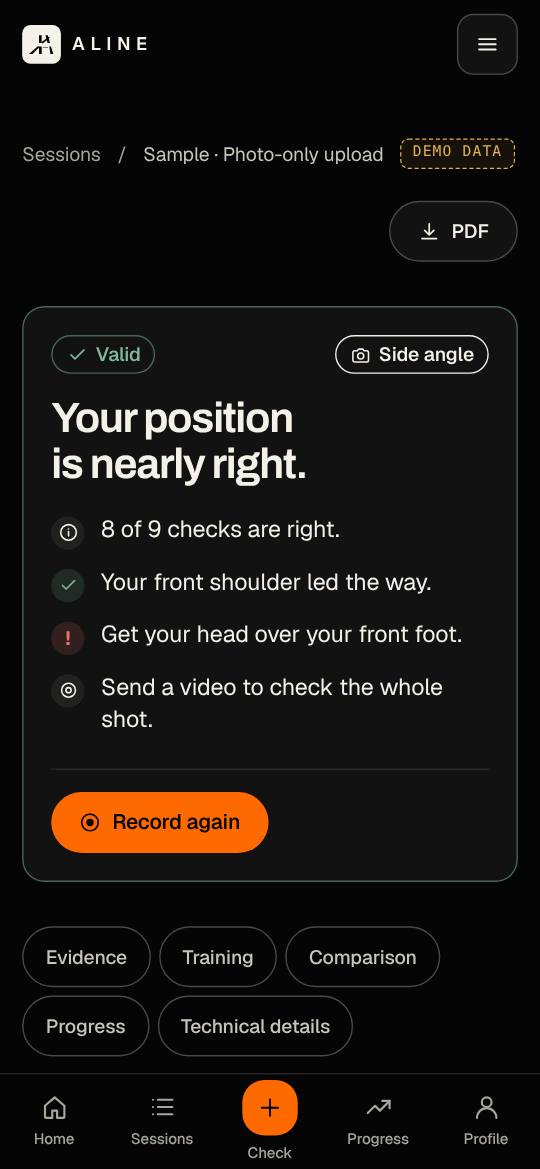 ALINE
Sessions / Sample · Photo-only upload DEMO DATA
PDF
Valid
Side angle
Your position
is nearly right.
8 of 9 checks are right.
Your front shoulder led the way.
Get your head over your front foot.
Send a video to check the whole
shot.
Record again
Evidence
Training
Comparison
Progress
Technical details
Home
Sessions
Check
Progress
Profile